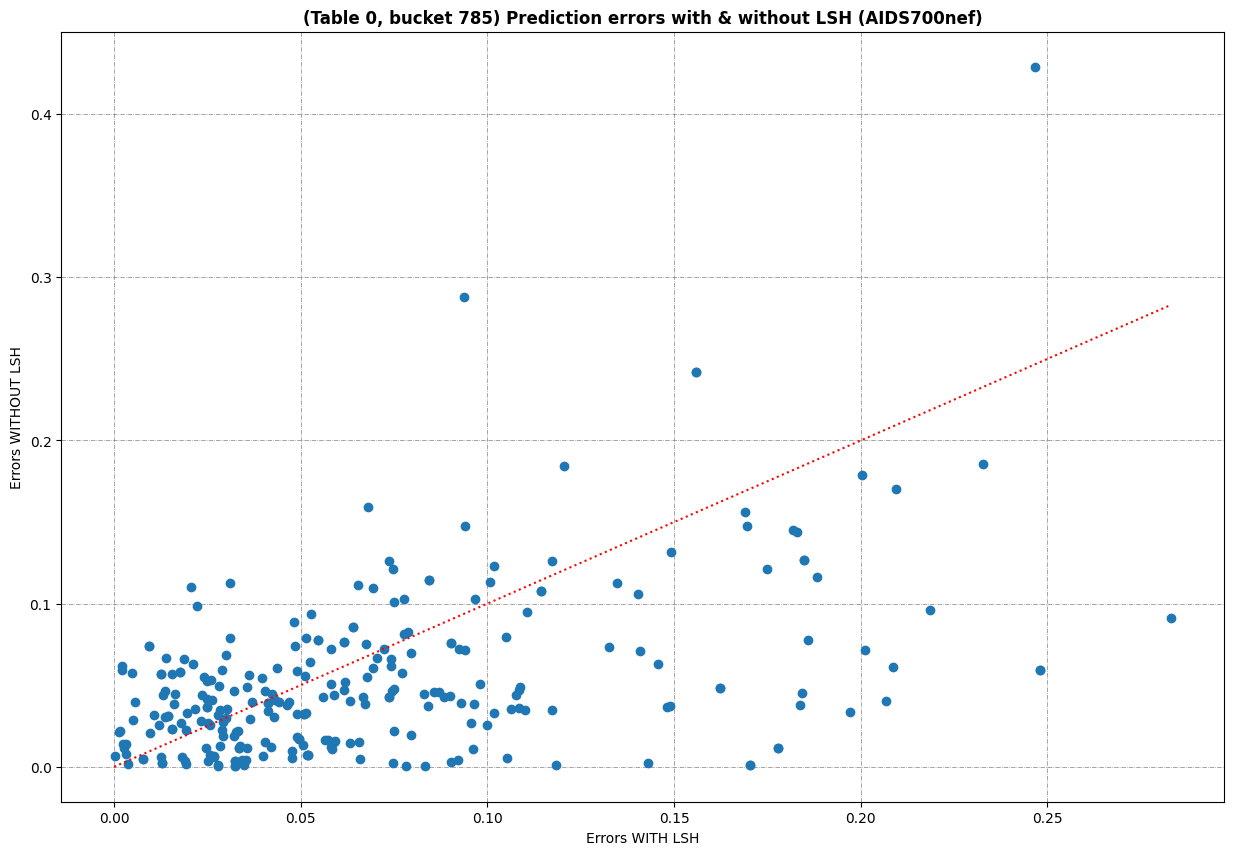 (Table 0, bucket 785) Prediction errors with & without LSH (AIDS700nef)
Errors WITHOUT LSH
0.4
0.3
0.2
0.1
0.0
0.00 0.05 0.10 0.15 0.20 0.25
Errors WITH LSH